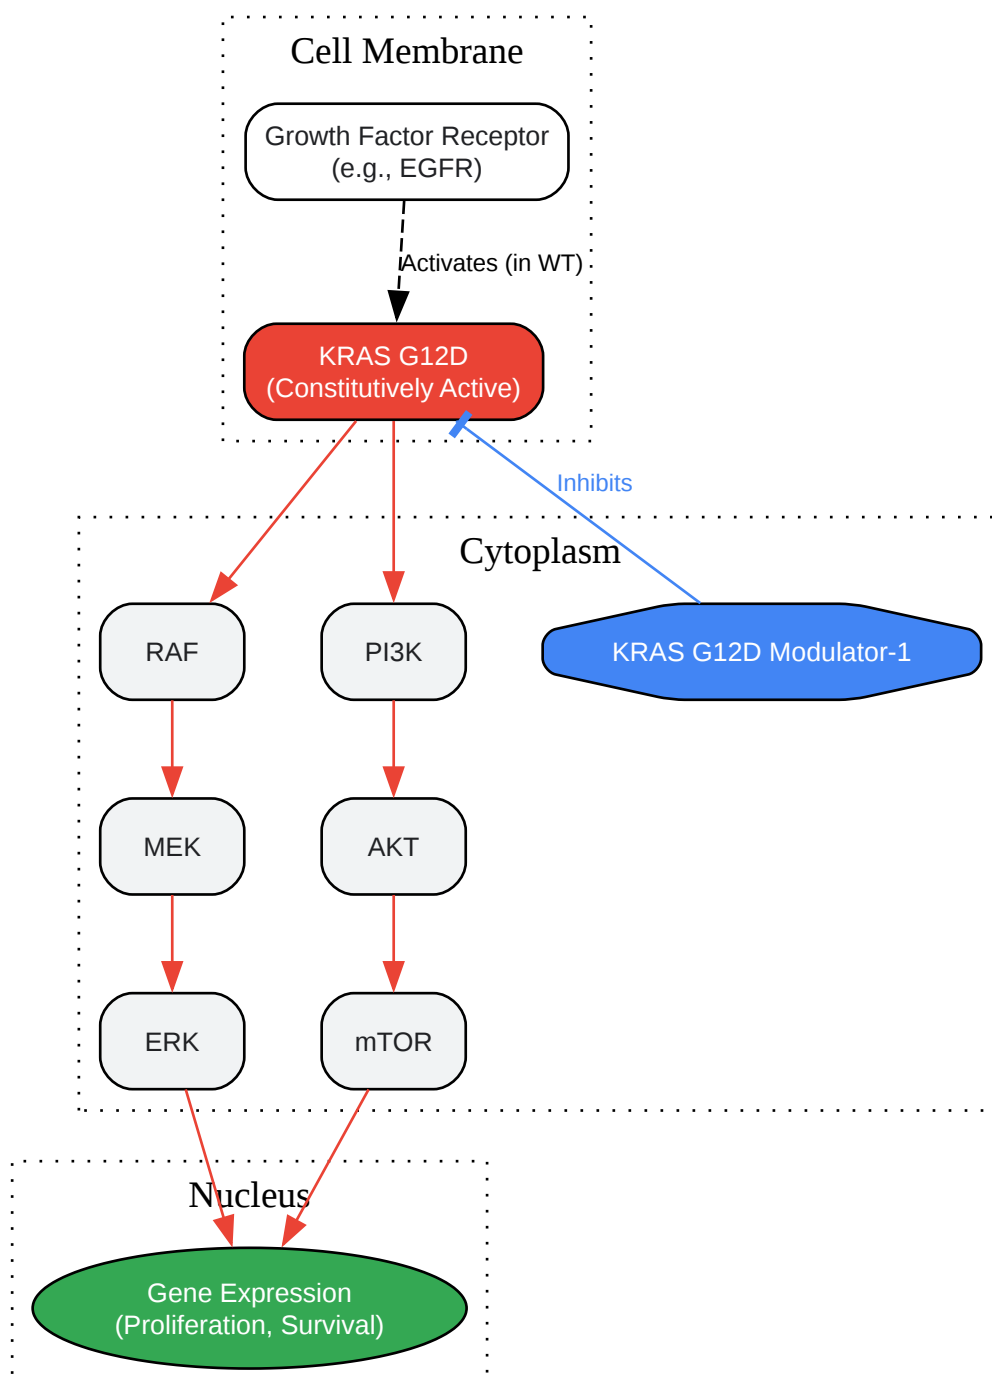 Cell Membrane
Growth Factor Receptor
(e.g., EGFR)
Activates (in WT)
KRAS G12D
(Constitutively Active)
Inhibits
Cytoplasm
RAF
PI3K
KRAS G12D Modulator-1
MEK
AKT
ERK
mTOR
Nucleus
Gene Expression
(Proliferation, Survival)